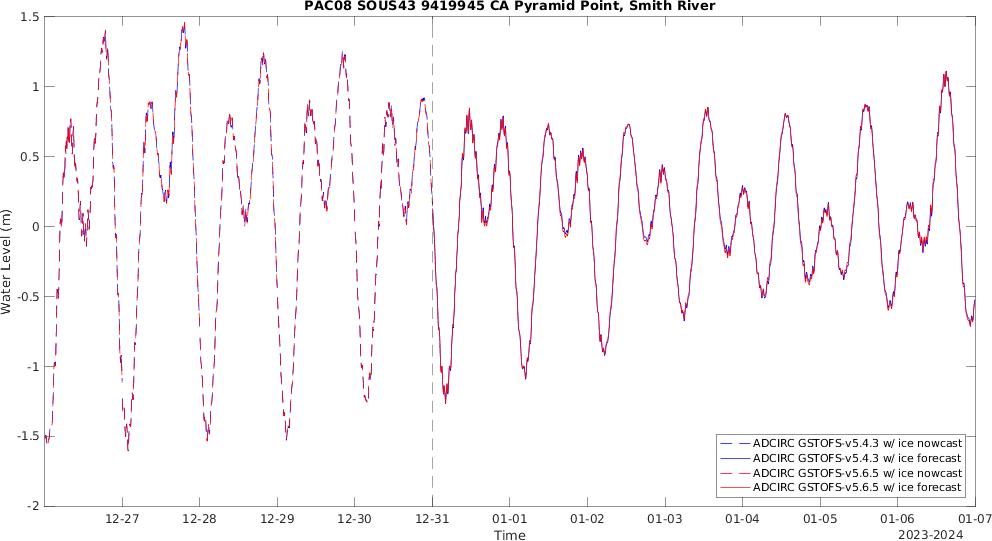 PAC08 SOUS43 9419945 CA Pyramid Point, Smith River
Water Level (m)
1.5
1
0.5
0
-0.5
-1
-1.5
-2
12-27 12-28 12-29 12-30 12-31 01-01 01-02 01-03 01-04 01-05 01-06 01-07
Time
2023-2024
ADCIRC GSTOFS-v5.4.3 w/ ice nowcast
ADCIRC GSTOFS-v5.4.3 w/ ice forecast
ADCIRC GSTOFS-v5.6.5 w/ ice nowcast
ADCIRC GSTOFS-v5.6.5 w/ ice forecast